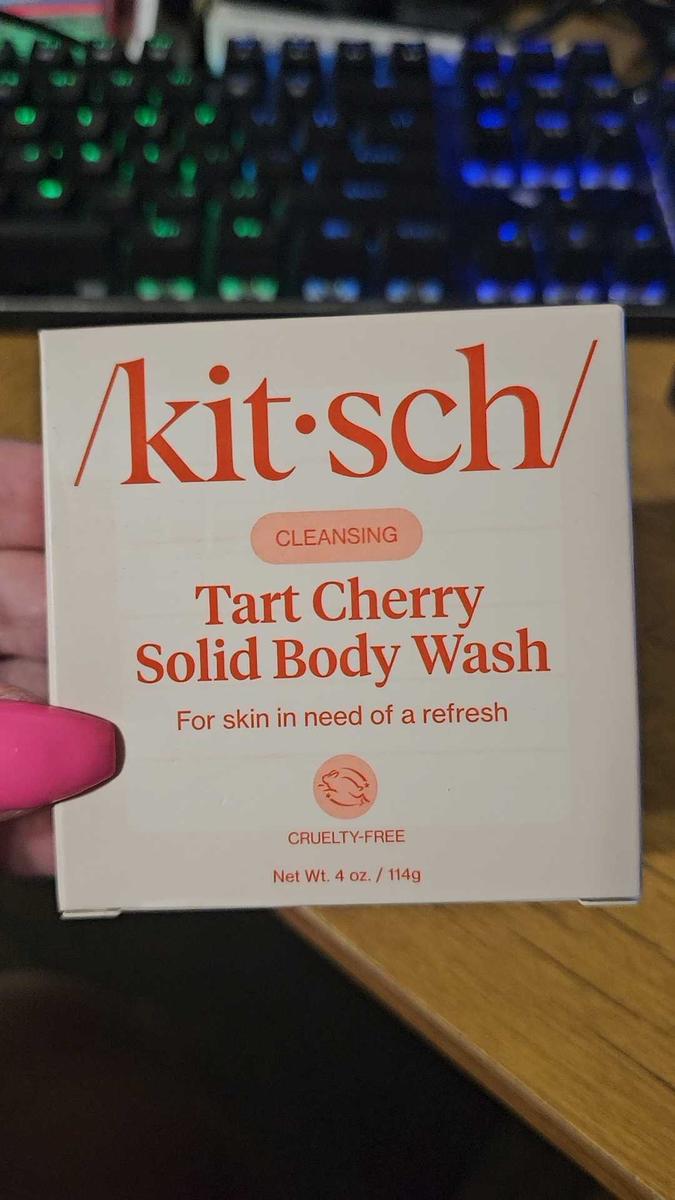 /kit·sch/
CLEANSING
Tart Cherry
Solid Body Wash
For skin in need of a refresh
CRUELTY-FREE
Net Wt. 4 oz. / 114g